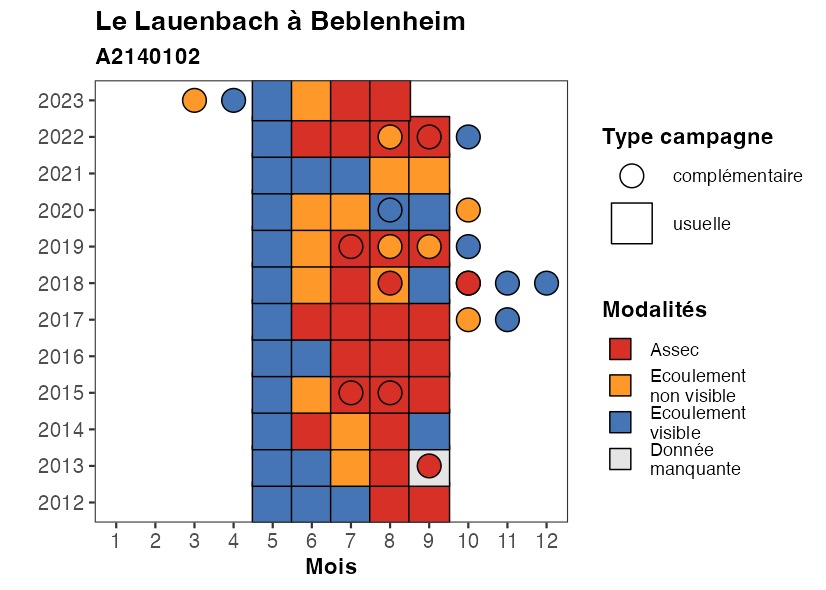 Le Lauenbach à Beblenheim
A2140102
2023
2022
2021
2020
2019
2018
2017
2016
2015
2014
2013
2012
1 2 3 4 5 6 7 8 9 10 11 12
Mois
Type campagne
complémentaire
usuelle
Modalités
Assec
Ecoulement
non visible
Ecoulement
visible
Donnée
manquante